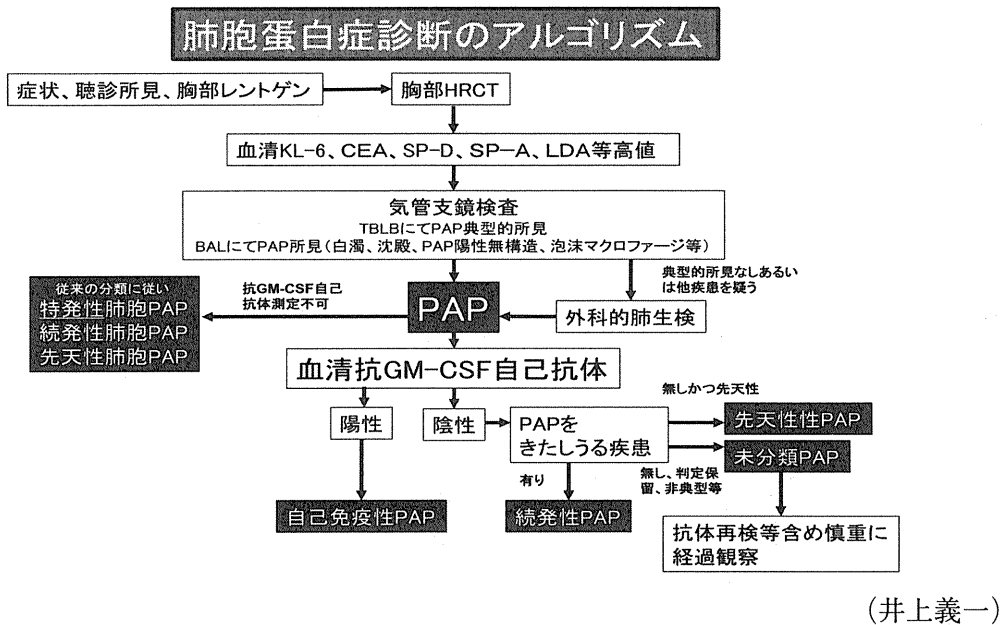 肺胞蛋白症診断のアルゴリズム
症状、聴診所見、胸部レントゲン
胸部HRCT
血清KL-6、CEA、SP-D、SP-A、LDA等高値
気管支鏡検査
TBLBにてPAP典型的所見
BALにてPAP所見(白濁、沈殿、PAP陽性無構造、泡沫マクロファージ等)
典型的所見なしあるい
は他疾患を疑う
外科的肺生検
PAP
抗GM-CSF自己
抗体測定不可
従来の分類に従い
特発性肺胞PAP
続発性肺胞PAP
先天性肺胞PAP
血清抗GM-CSF自己抗体
陽性
陰性
PAPを
きたしうる疾患
無しかつ先天性
先天性性PAP
未分類PAP
無し、判定保
留、非典型等
有り
自己免疫性PAP
続発性PAP
抗体再検等含め慎重に
経過観察
(井上義一)